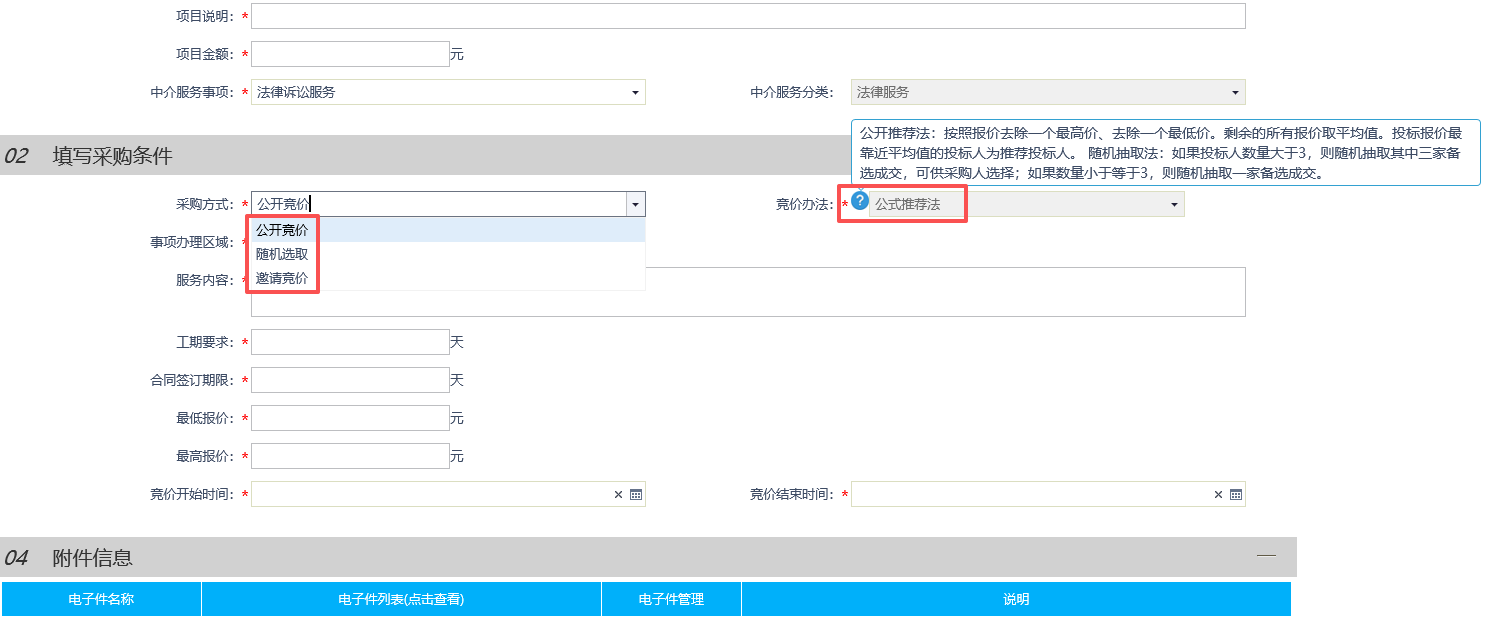 项目说明：*
项目金额：* 元
中介服务事项：* 法律诉讼服务 中介服务分类： 法律服务
公开推荐法：按照报价去除一个最高价、去除一个最低价。剩余的所有报价取平均值。投标报价最
靠近平均值的投标人为推荐投标人。 随机抽取法：如果投标人数量大于3，则随机抽取其中三家备
选成交，可供采购人选择；如果数量小于等于3，则随机抽取一家备选成交。
02 填写采购条件
采购方式：* 公开竞价 竞价办法：* ? 公式推荐法
公开竞价
事项办理区域：*
随机选取
服务内容：*
邀请竞价
工期要求：* 天
合同签订期限：* 天
最低报价：* 元
最高报价：* 元
竞价开始时间：* 竞价结束时间：*
04 附件信息
电子件名称 电子件列表(点击查看) 电子件管理 说明